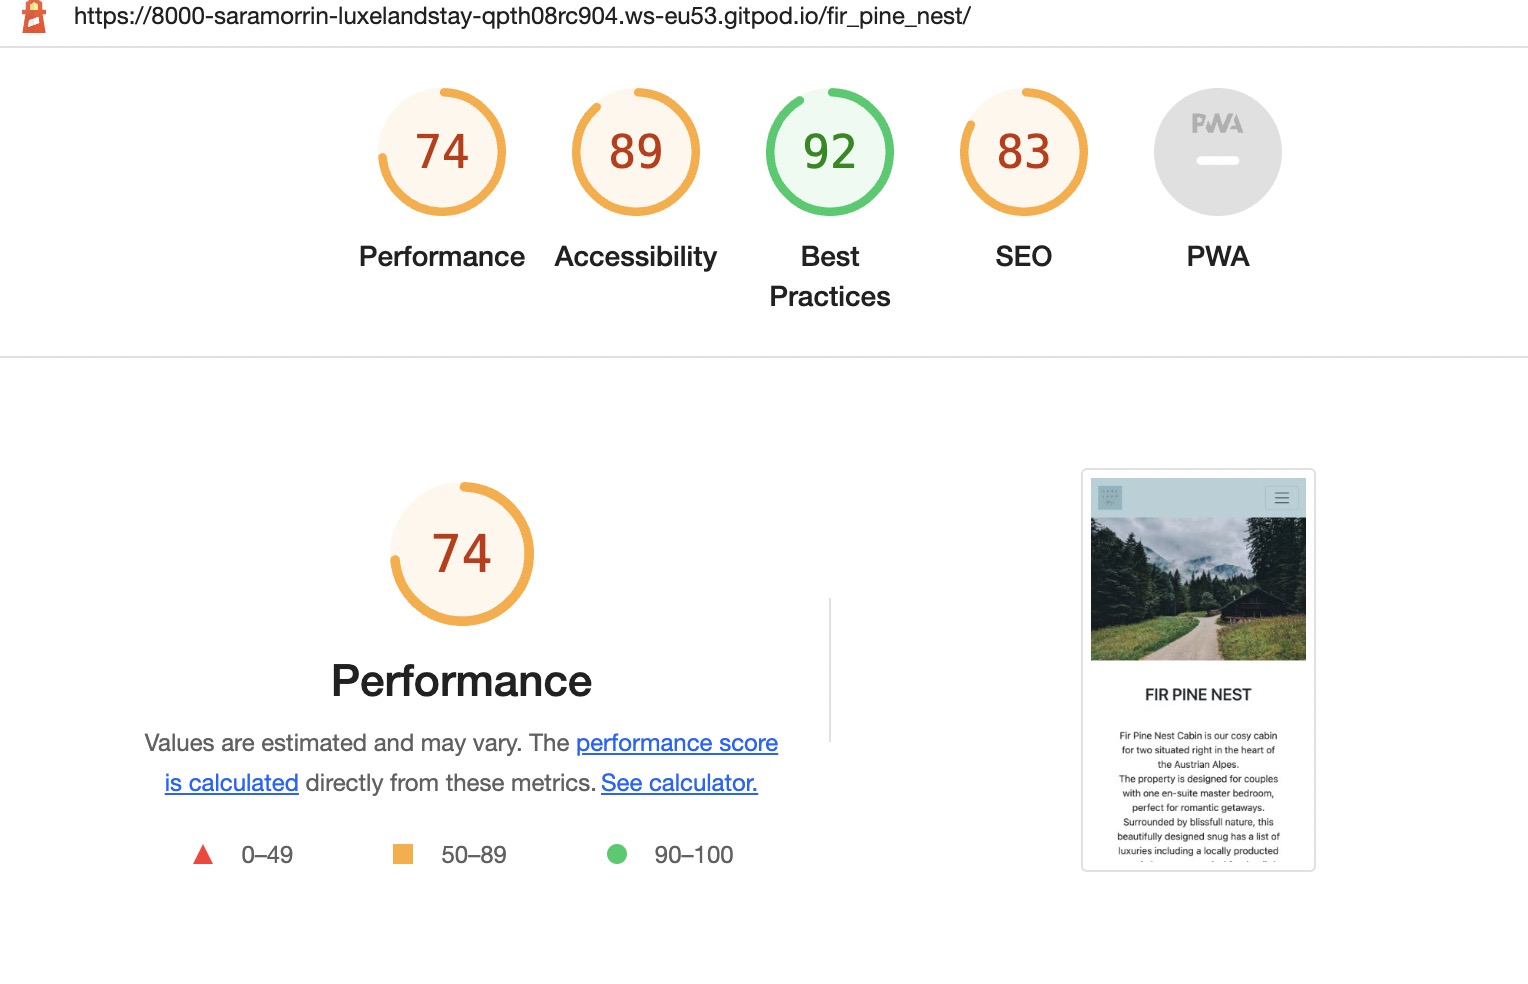 https://8000-saramorrin-luxelandstay-qpth08rc904.ws-eu53.gitpod.io/fir_pine_nest/
74
89
92
83
PWA
Performance
Accessibility
Best
Practices
SEO
PWA
74
Performance
Values are estimated and may vary. The performance score
is calculated directly from these metrics. See calculator.
0–49
50–89
90–100
FIR PINE NEST
Fir Pine Nest Cabin is our cosy cabin
for two situated right in the heart of
the Austrian Alpes.
The property is designed for couples
with one en-suite master bedroom,
perfect for romantic getaways.
Surrounded by blissfull nature, this
beautifully designed snug has a list of
luxuries including a locally produced